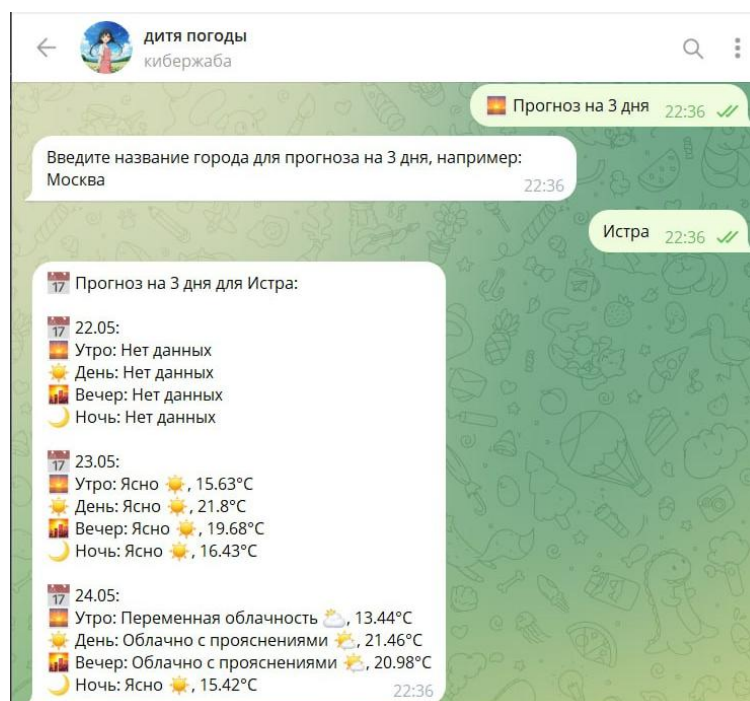 дитя погоды
кибержаба
🌅 Прогноз на 3 дня 22:36
Введите название города для прогноза на 3 дня, например:
Москва 22:36
Истра 22:36
📅 Прогноз на 3 дня для Истра:
📅 22.05:
🌅 Утро: Нет данных
☀️ День: Нет данных
🌇 Вечер: Нет данных
🌙 Ночь: Нет данных
📅 23.05:
🌅 Утро: Ясно ☀️, 15.63°C
☀️ День: Ясно ☀️, 21.8°C
🌇 Вечер: Ясно ☀️, 19.68°C
🌙 Ночь: Ясно ☀️, 16.43°C
📅 24.05:
🌅 Утро: Переменная облачность 🌥, 13.44°C
☀️ День: Облачно с прояснениями 🌤, 21.46°C
🌇 Вечер: Облачно с прояснениями 🌤, 20.98°C
🌙 Ночь: Ясно ☀️, 15.42°C
22:36